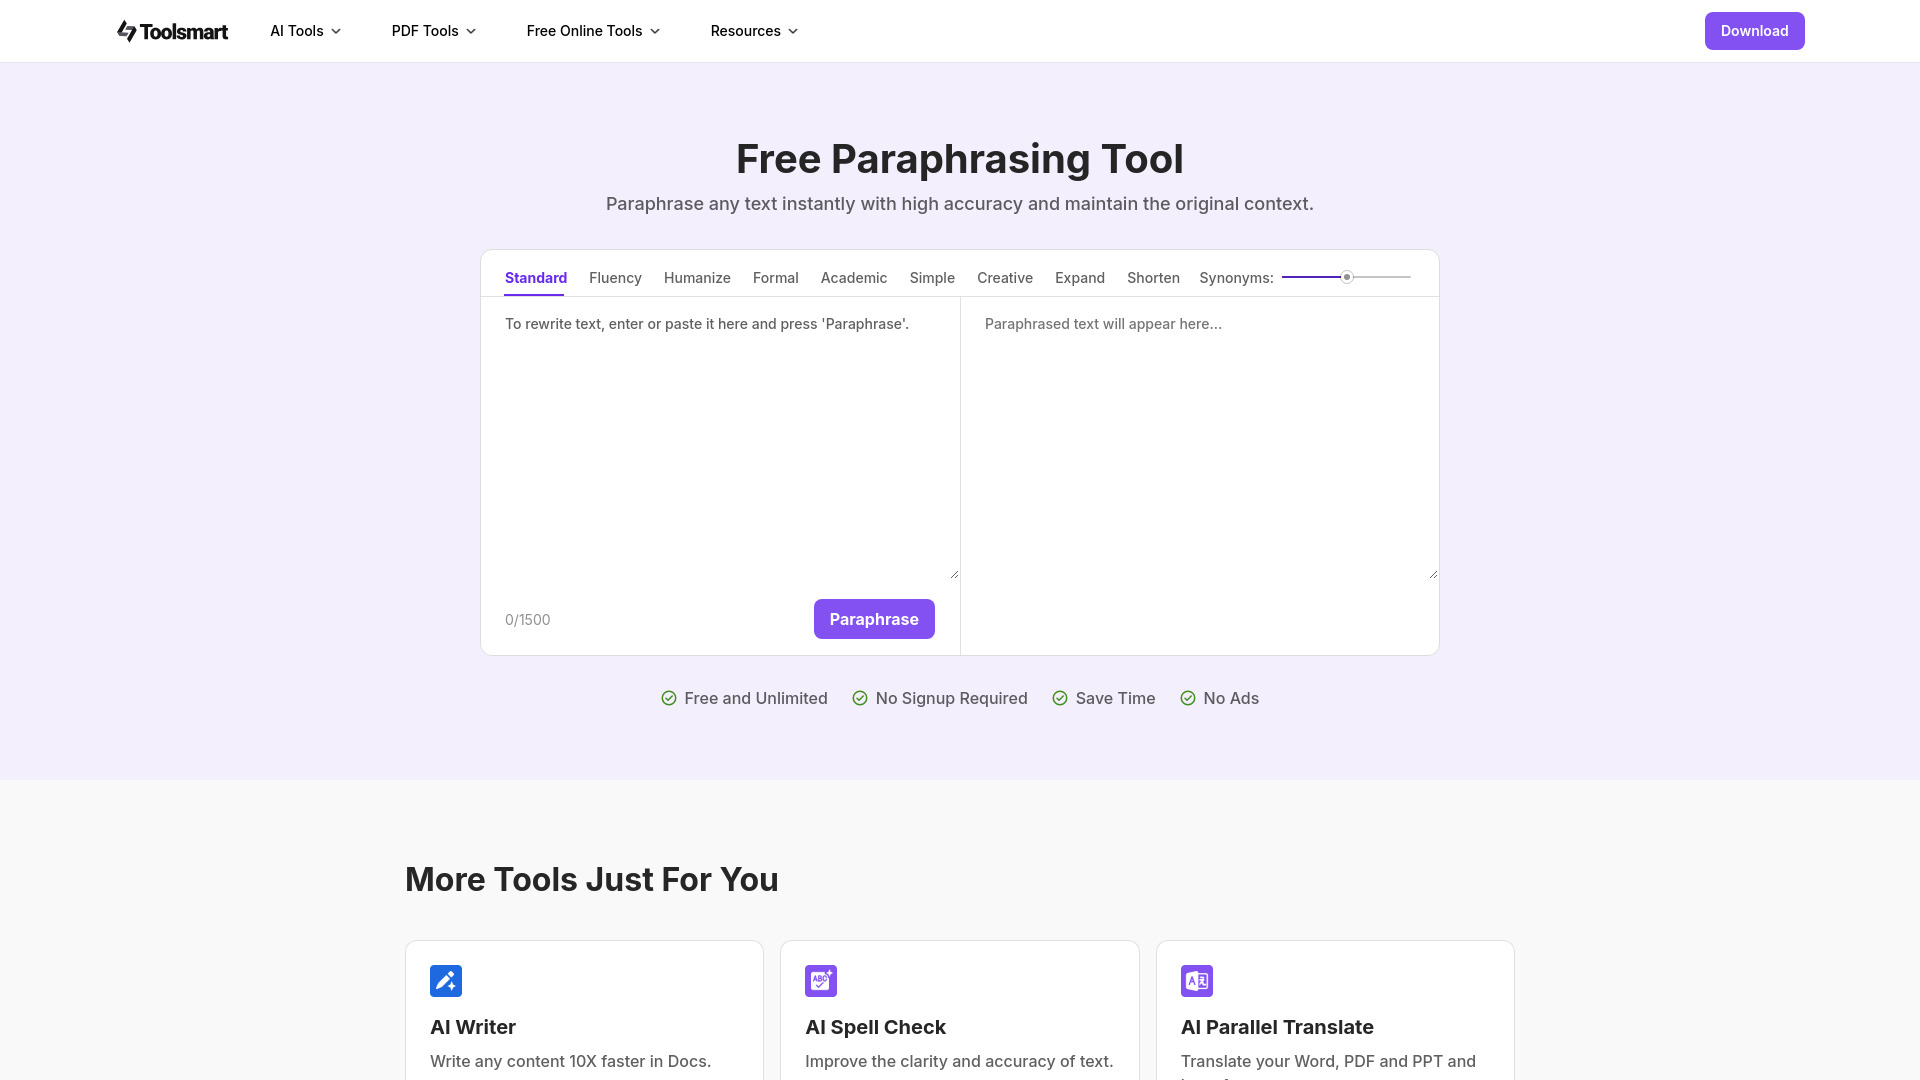 Toolsmart
AI Tools
PDF Tools
Free Online Tools
Resources
Download
Free Paraphrasing Tool
Paraphrase any text instantly with high accuracy and maintain the original context.
Standard Fluency Humanize Formal Academic Simple Creative Expand Shorten Synonyms:
To rewrite text, enter or paste it here and press 'Paraphrase'.
Paraphrased text will appear here...
0/1500
Paraphrase
Free and Unlimited
No Signup Required
Save Time
No Ads
More Tools Just For You
AI Writer
Write any content 10X faster in Docs.
ABC
AI Spell Check
Improve the clarity and accuracy of text.
A
AI Parallel Translate
Translate your Word, PDF and PPT and